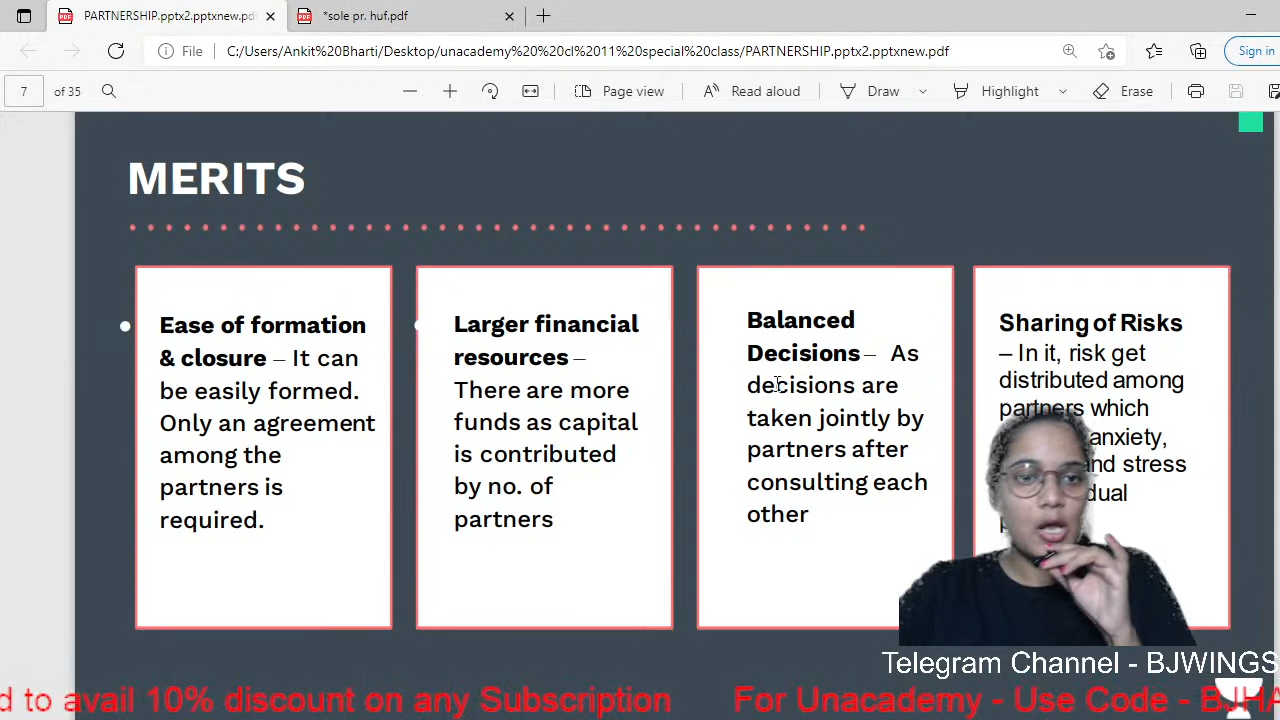 PARTNERSHIP.pptx2.pptxnew.pd
*sole pr. huf.pdf
File
C:/Users/Ankit%20Bharti/Desktop/unacademy%20%20cl%2011%20special%20class/PARTNERSHIP.pptx2.pptxnew.pdf
Sign in
7 of 35
Page view
Read aloud
Draw
Highlight
Erase
MERITS
Ease of formation
& closure – It can
be easily formed.
Only an agreement
among the
partners is
required.
Larger financial
resources –
There are more
funds as capital
is contributed
by no. of
partners
Balanced
Decisions – As
decisions are
taken jointly by
partners after
consulting each
other
Sharing of Risks
– In it, risk get
distributed among
partners which
anxiety,
and stress
Telegram Channel - BJWINGS
d to avail 10% discount on any Subscription
For Unacademy - Use Code - BJHA